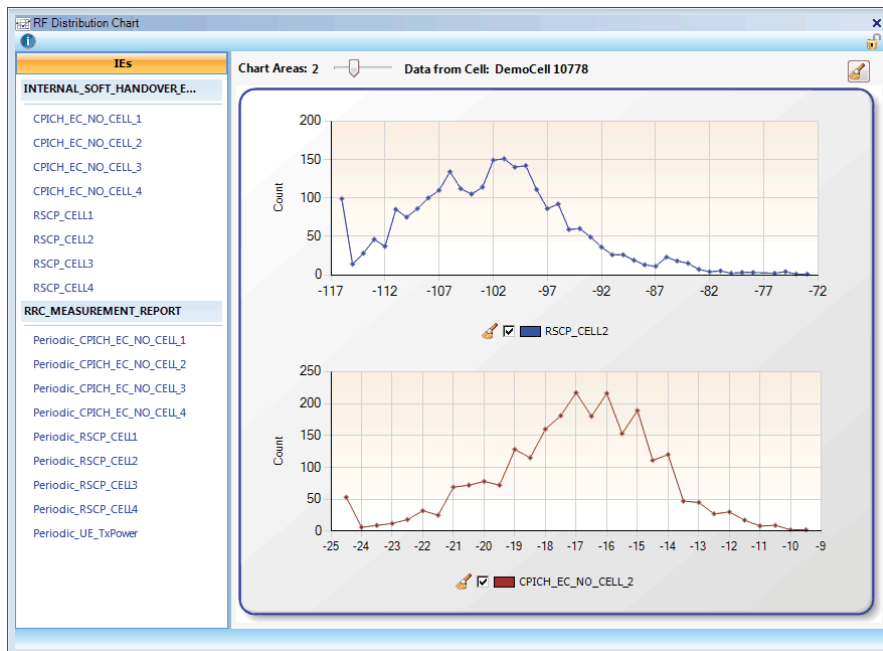 RF Distribution Chart
IEs
INTERNAL_SOFT_HANDOVER_E...
CPICH_EC_NO_CELL_1
CPICH_EC_NO_CELL_2
CPICH_EC_NO_CELL_3
CPICH_EC_NO_CELL_4
RSCP_CELL1
RSCP_CELL2
RSCP_CELL3
RSCP_CELL4
RRC_MEASUREMENT_REPORT
Periodic_CPICH_EC_NO_CELL_1
Periodic_CPICH_EC_NO_CELL_2
Periodic_CPICH_EC_NO_CELL_3
Periodic_CPICH_EC_NO_CELL_4
Periodic_RSCP_CELL1
Periodic_RSCP_CELL2
Periodic_RSCP_CELL3
Periodic_RSCP_CELL4
Periodic_UE_TxPower
Chart Areas: 2 Data from Cell: DemoCell 10778
200
150
100
50
0
Count
-117 -112 -107 -102 -97 -92 -87 -82 -77 -72
RSCP_CELL2
250
200
150
100
50
0
Count
-25 -24 -23 -22 -21 -20 -19 -18 -17 -16 -15 -14 -13 -12 -11 -10 -9
CPICH_EC_NO_CELL_2